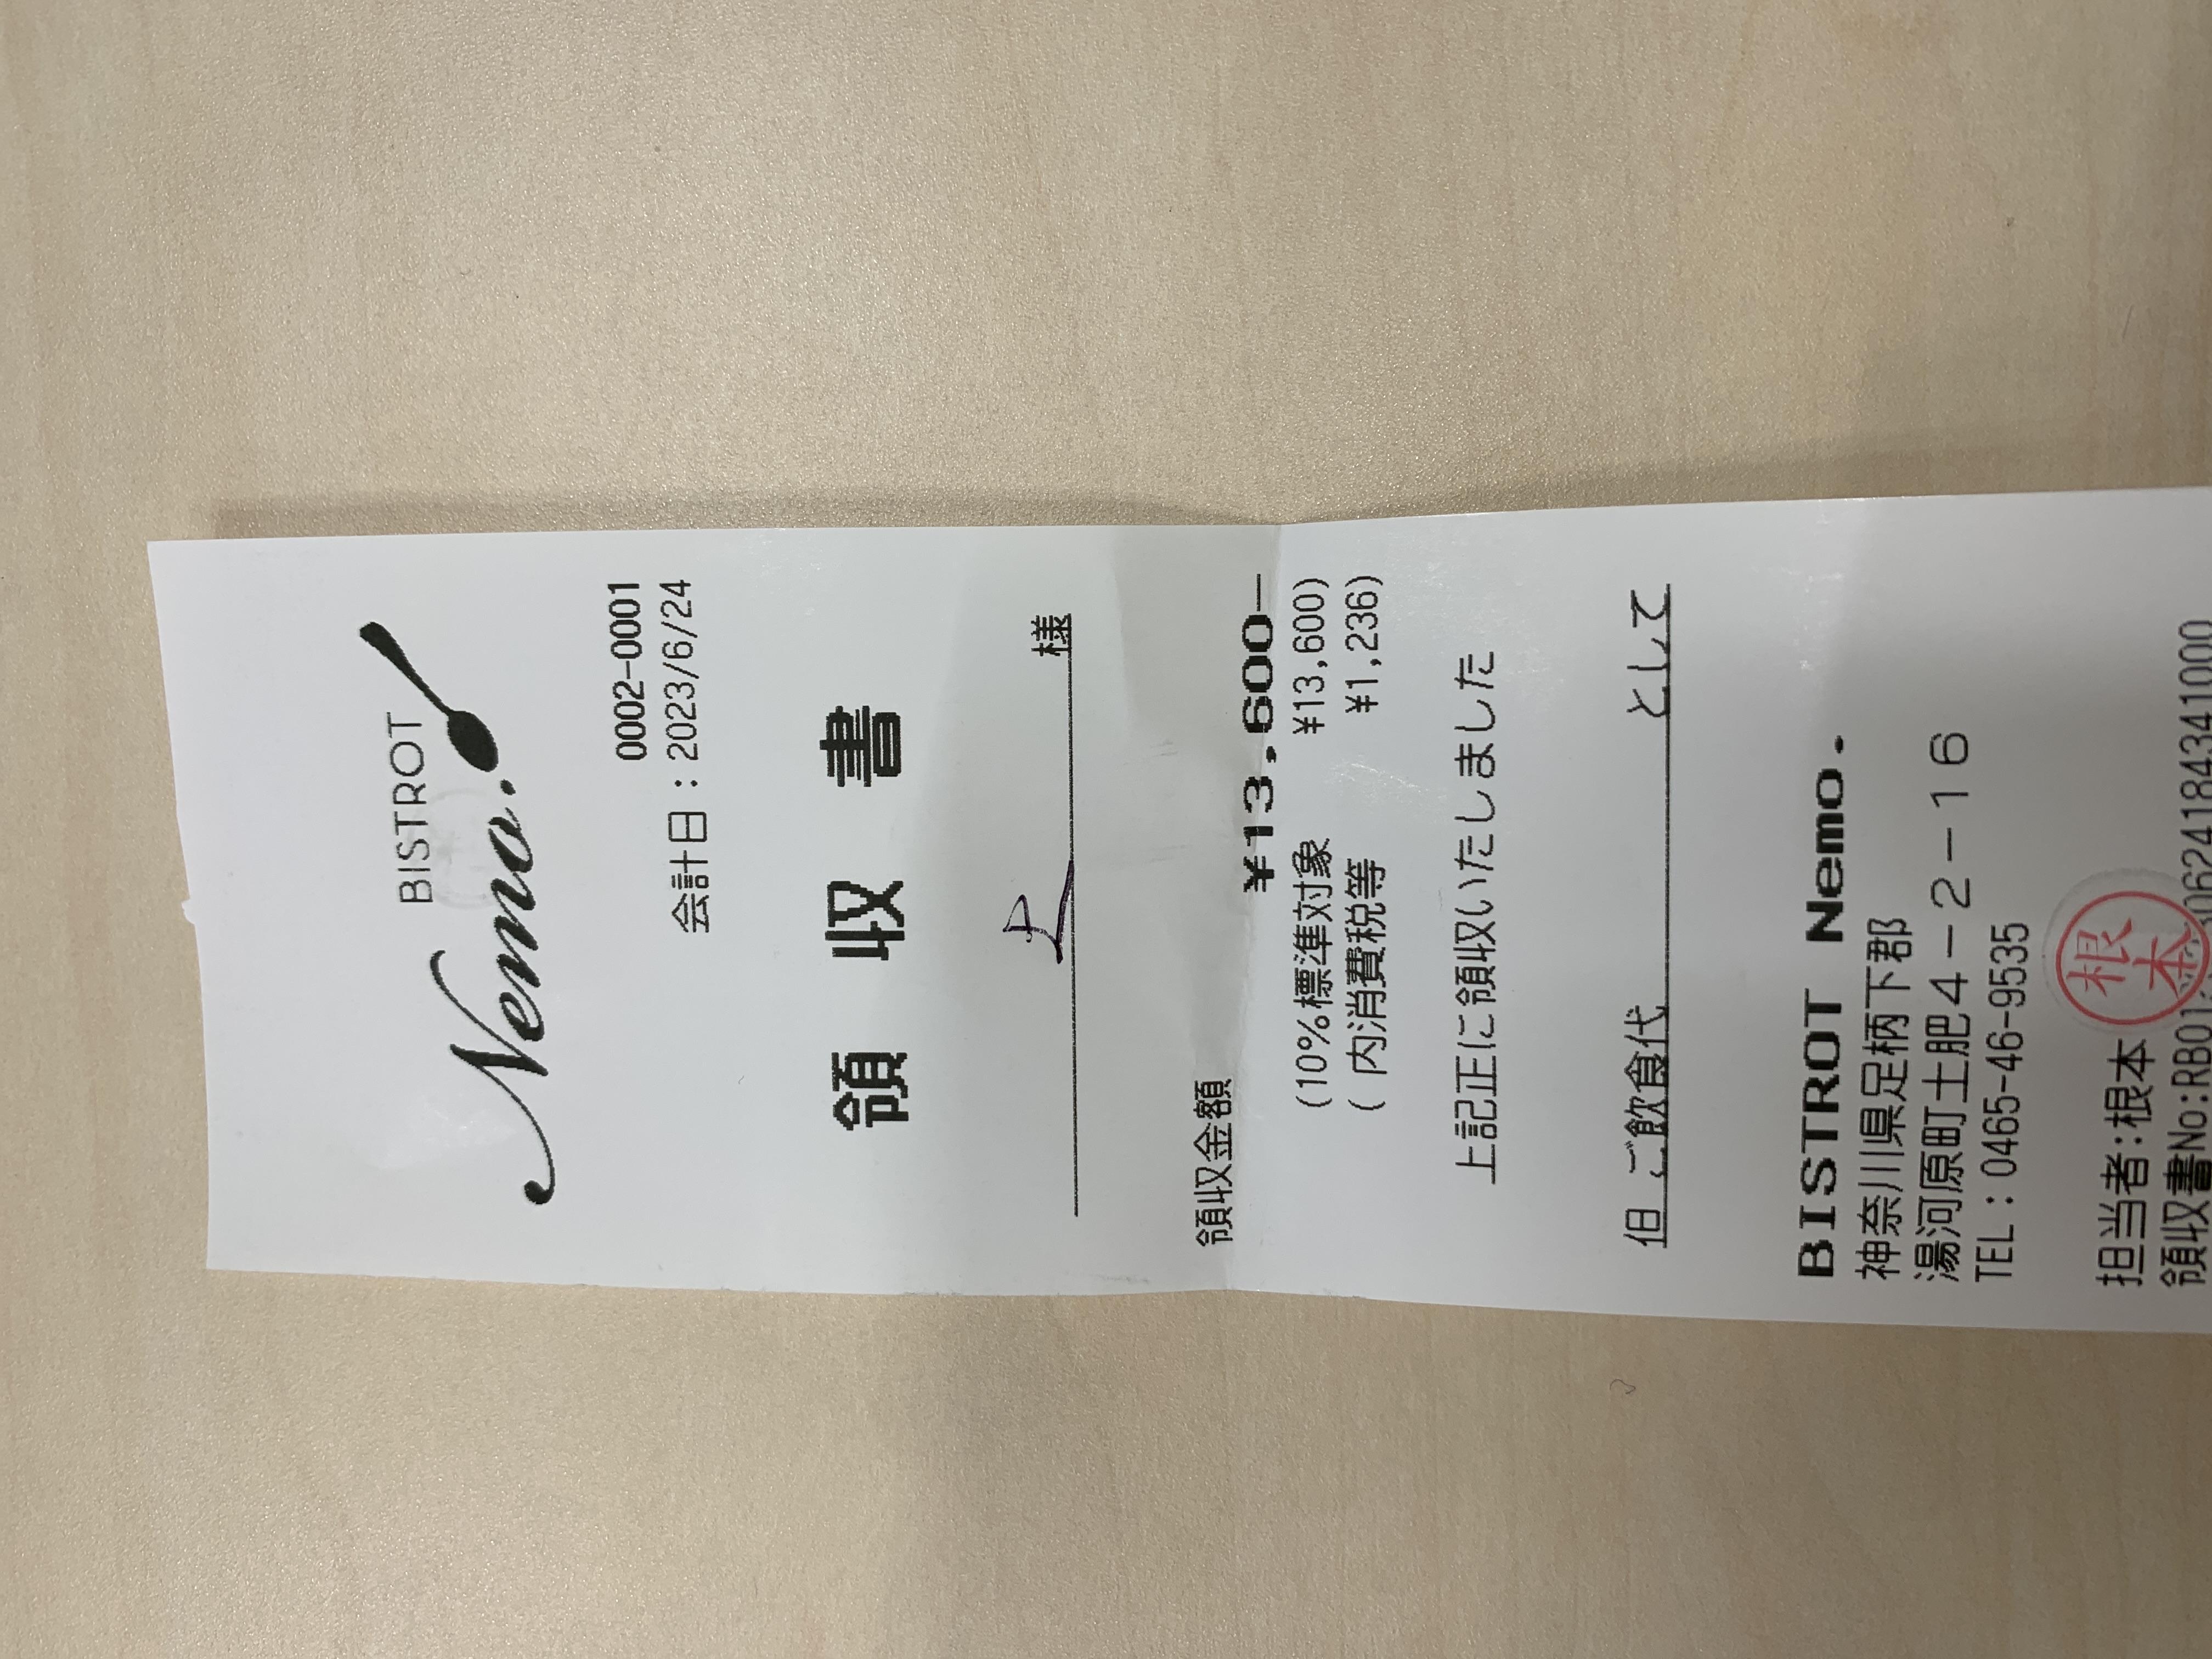 BISTROT
Nemo.
0002-0001
会計日:2023/6/24
領 収 書
上 様
領収金額
¥13,600-
(10%標準対象 ¥13,600)
( 内消費税等 ¥1,236)
上記正に領収いたしました
但 ご飲食代 として
BISTROT Nemo.
神奈川県足柄下郡
湯河原町土肥4-2-16
TEL:0465-46-9535
担当者:根本
根本
領収書No:RB01